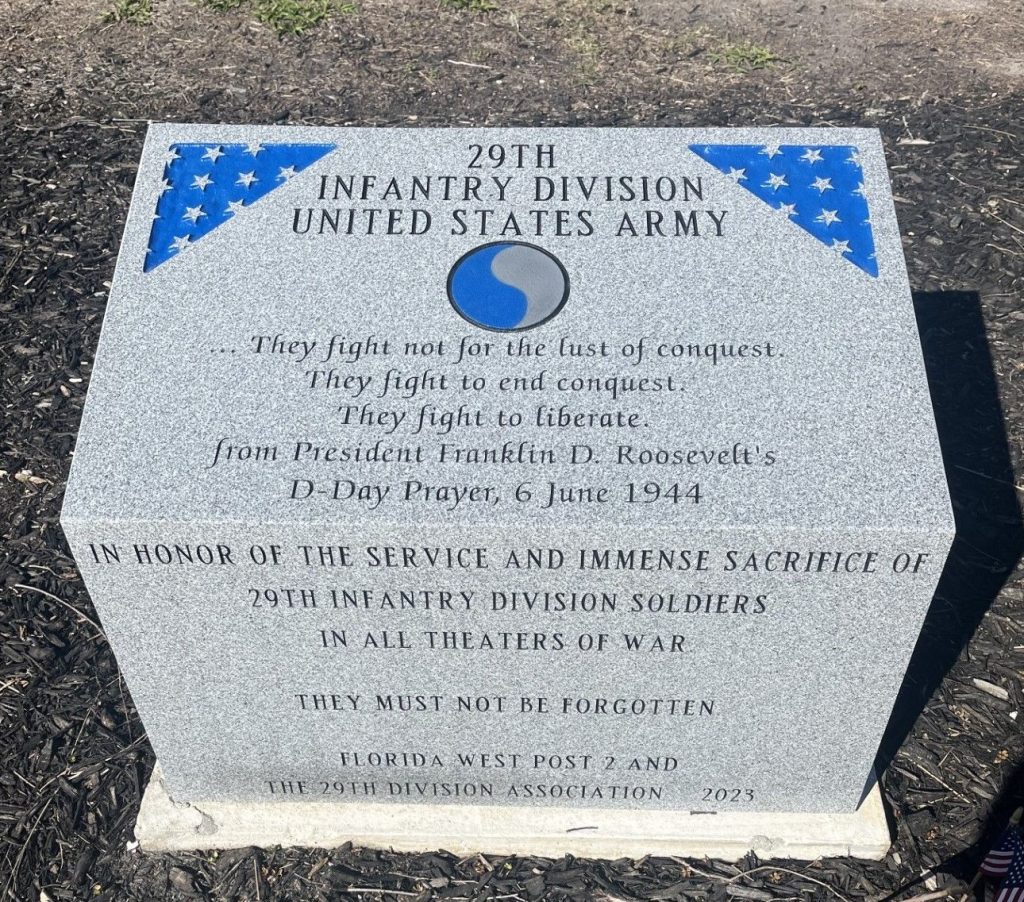 29TH
INFANTRY DIVISION
UNITED STATES ARMY
... They fight not for the lust of conquest.
They fight to end conquest.
They fight to liberate.
from President Franklin D. Roosevelt's
D-Day Prayer, 6 June 1944
IN HONOR OF THE SERVICE AND IMMENSE SACRIFICE OF
29TH INFANTRY DIVISION SOLDIERS
IN ALL THEATERS OF WAR
THEY MUST NOT BE FORGOTTEN
FLORIDA WEST POST 2 AND
THE 29TH DIVISION ASSOCIATION 2023